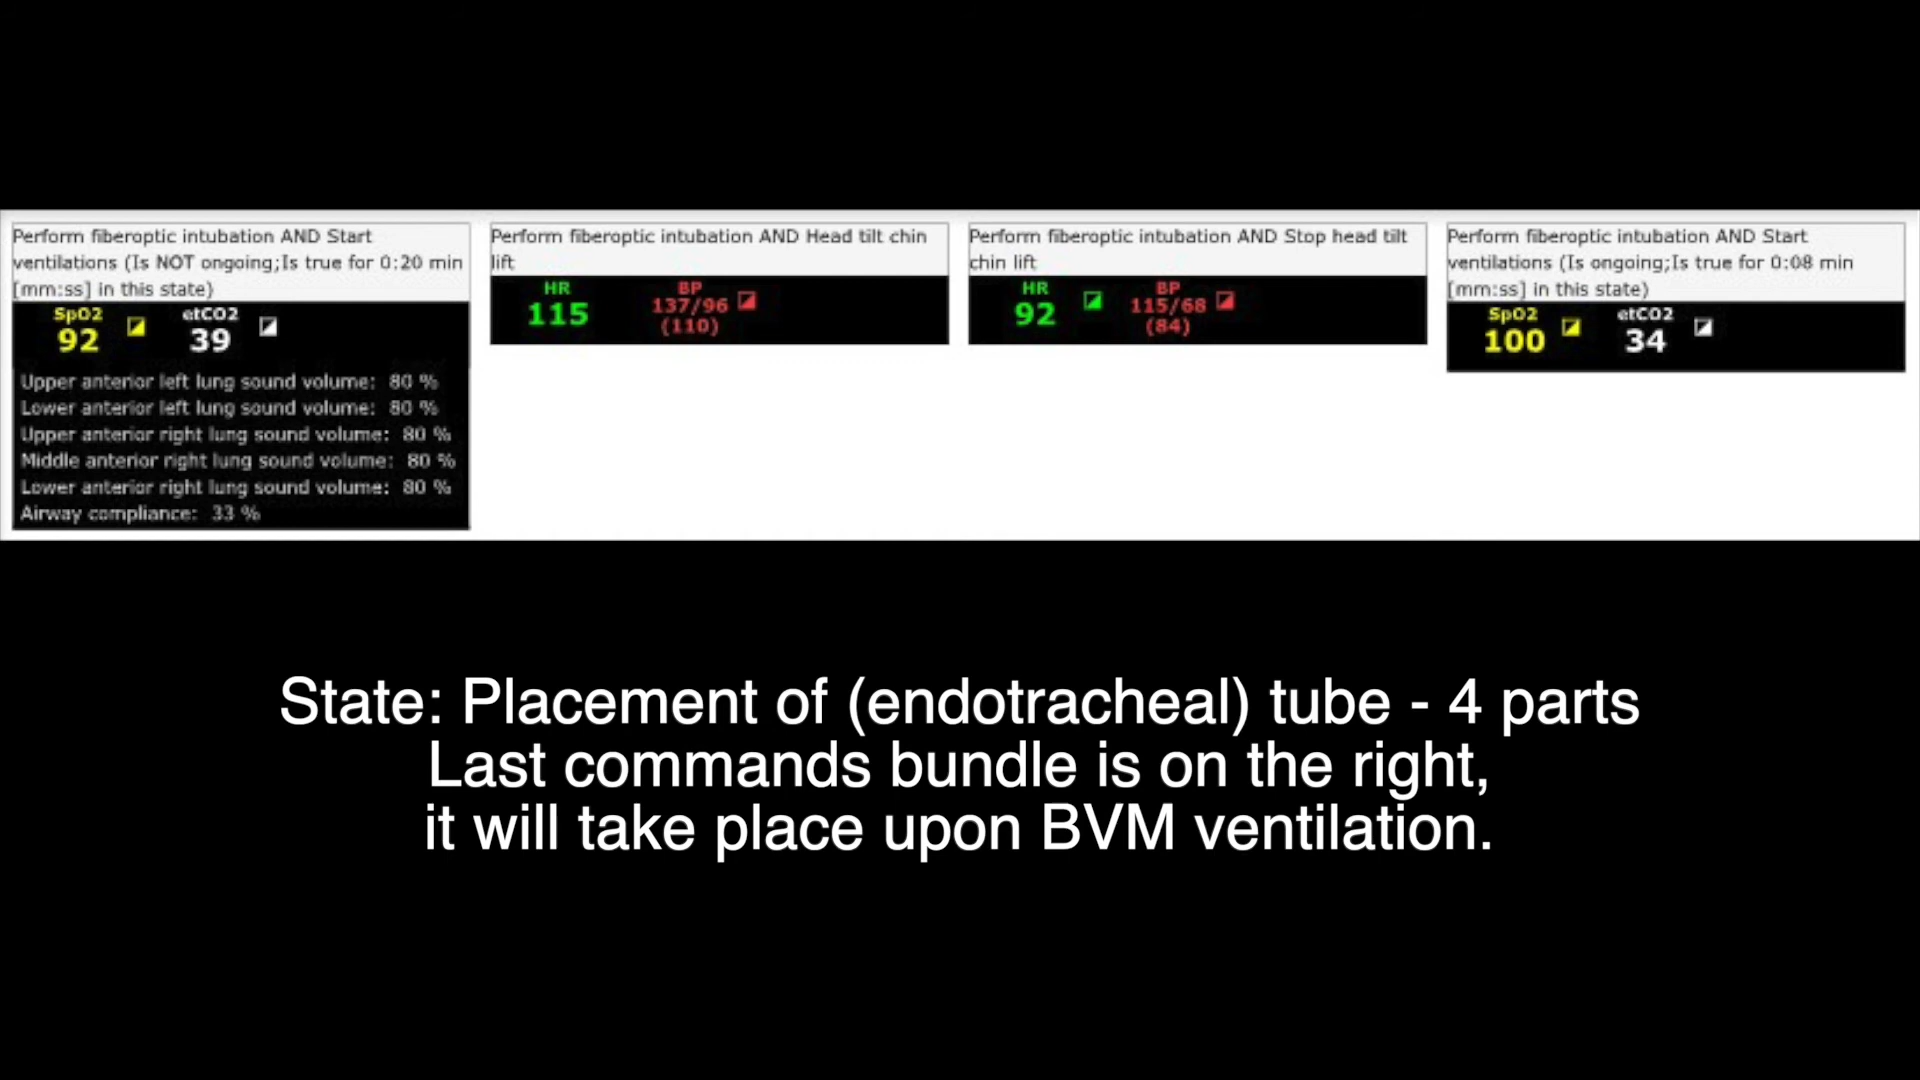 Perform fiberoptic intubation AND Start
ventilations (Is NOT ongoing;Is true for 0:20 min
[mm:ss] in this state)
SpO2 etCO2
92 39
Upper anterior left lung sound volume: 80 %
Lower anterior left lung sound volume: 80 %
Upper anterior right lung sound volume: 80 %
Middle anterior right lung sound volume: 80 %
Lower anterior right lung sound volume: 80 %
Airway compliance: 33 %
Perform fiberoptic intubation AND Head tilt chin
lift
HR BP
115 137/96
(110)
Perform fiberoptic intubation AND Stop head tilt
chin lift
HR BP
92 115/68
(84)
Perform fiberoptic intubation AND Start
ventilations (Is ongoing;Is true for 0:08 min
[mm:ss] in this state)
SpO2 etCO2
100 34
State: Placement of (endotracheal) tube - 4 parts
Last commands bundle is on the right,
it will take place upon BVM ventilation.